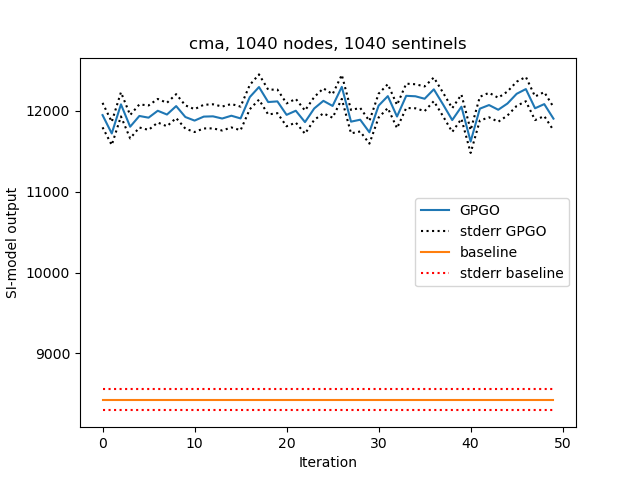 cma, 1040 nodes, 1040 sentinels
12000
11000
10000
9000
SI-model output
GPGO
stderr GPGO
baseline
stderr baseline
0 10 20 30 40 50
Iteration